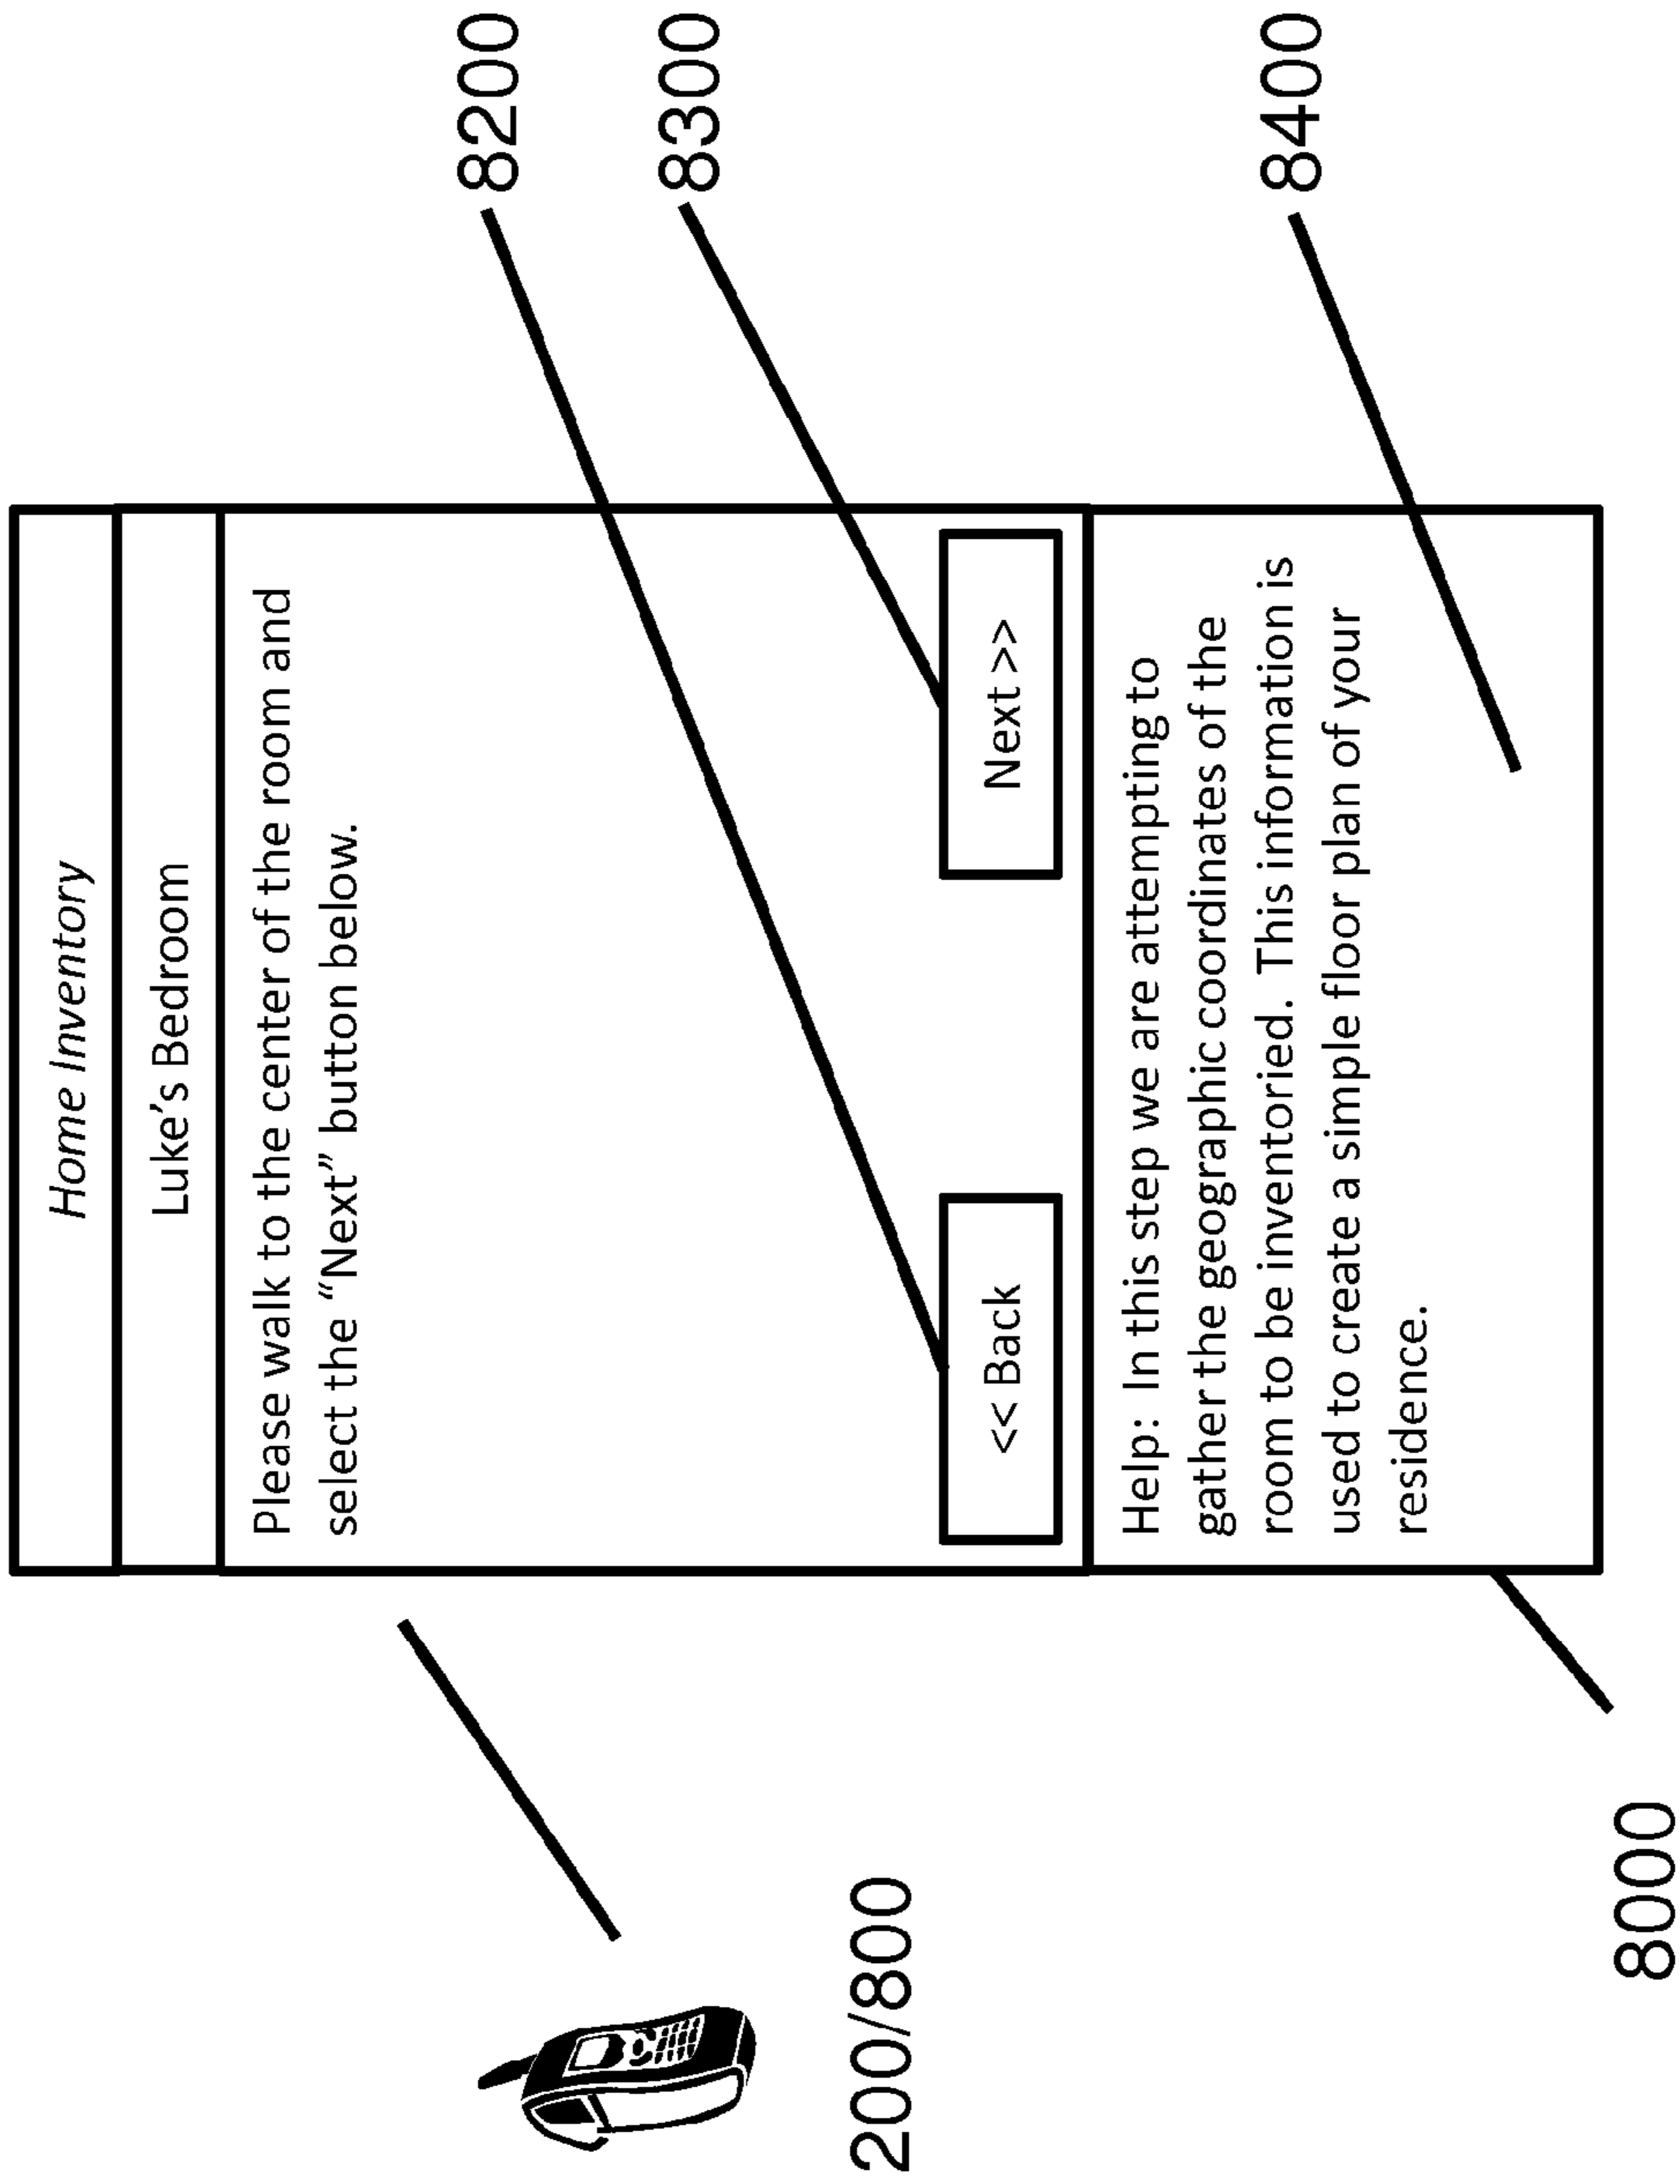 Home Inventory
Luke's Bedroom
Please walk to the center of the room and
select the “Next” button below.
<< Back
Next >>
Help: In this step we are attempting to
gather the geographic coordinates of the
room to be inventoried. This information is
used to create a simple floor plan of your
residence.
8200
8300
8400
200/800
8000